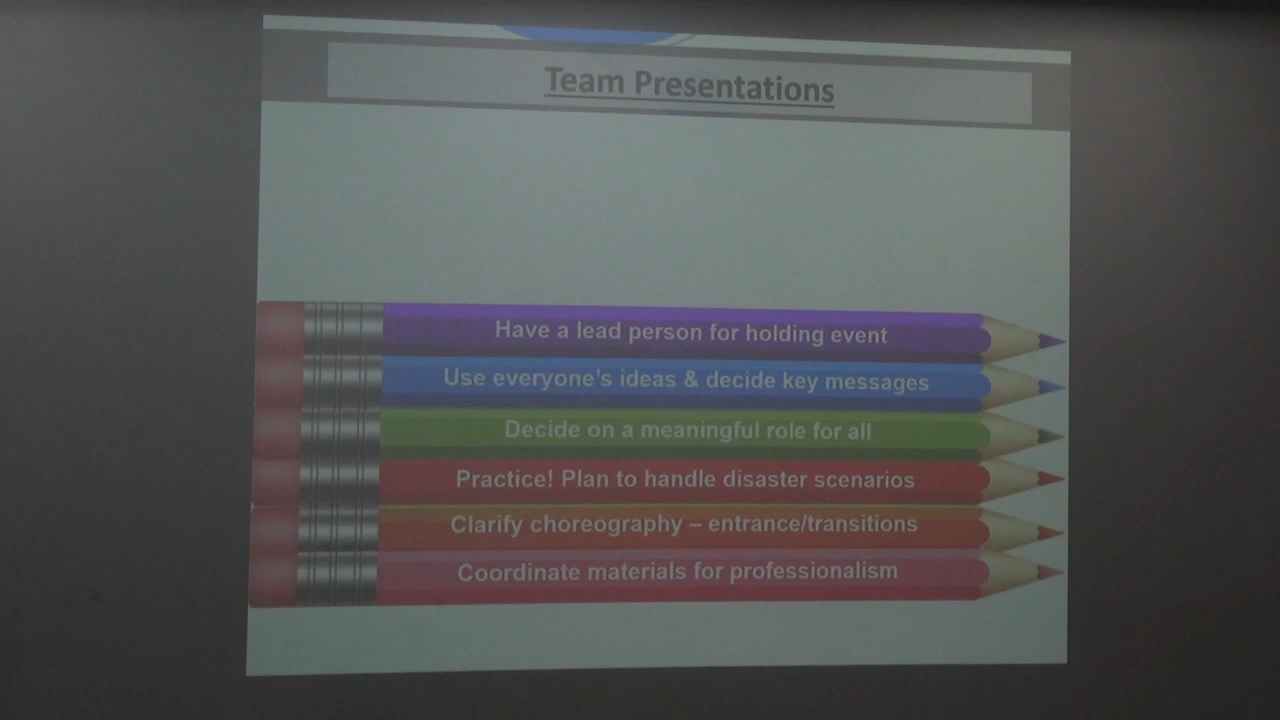 Team Presentations
Have a lead person for holding event
Use everyone's ideas & decide key messages
Decide on a meaningful role for all
Practice! Plan to handle disaster scenarios
Clarify choreography – entrance/transitions
Coordinate materials for professionalism